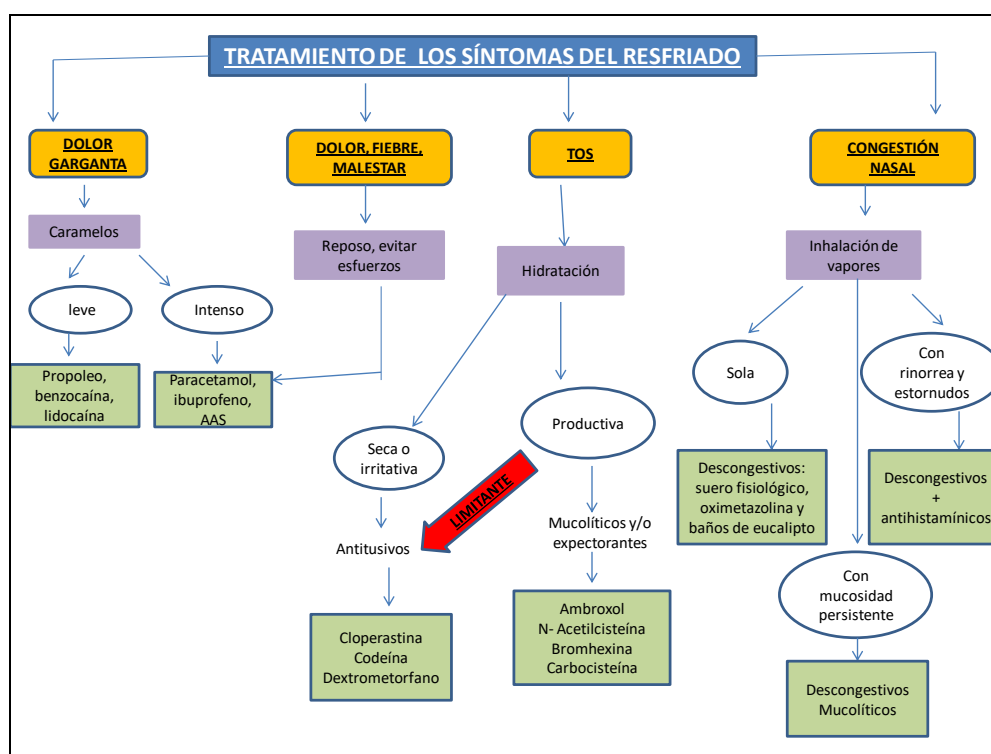 TRATAMIENTO DE LOS SÍNTOMAS DEL RESFRIADO
DOLOR
GARGANTA
DOLOR, FIEBRE,
MALESTAR
TOS
CONGESTIÓN
NASAL
Caramelos
Reposo, evitar
esfuerzos
Hidratación
Inhalación de
vapores
leve
Intenso
Sola
Con
rinorrea y
estornudos
Propoleo,
benzocaína,
lidocaína
Paracetamol,
ibuprofeno,
AAS
Seca o
irritativa
Productiva
LIMITANTE
Descongestivos:
suero fisiológico,
oximetazolina y
baños de eucalipto
Descongestivos
+
antihistamínicos
Antitusivos
Mucolíticos y/o
expectorantes
Con
mucosidad
persistente
Cloperastina
Codeína
Dextrometorfano
Ambroxol
N- Acetilcisteína
Bromhexina
Carbocisteína
Descongestivos
Mucolíticos